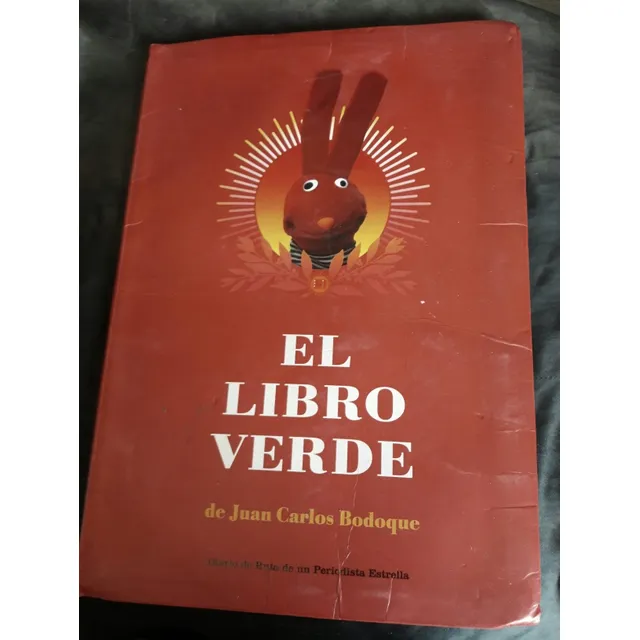 EL
LIBRO
VERDE
de Juan Carlos Bodoque
Diario de Ruta de un Periodista Estrella